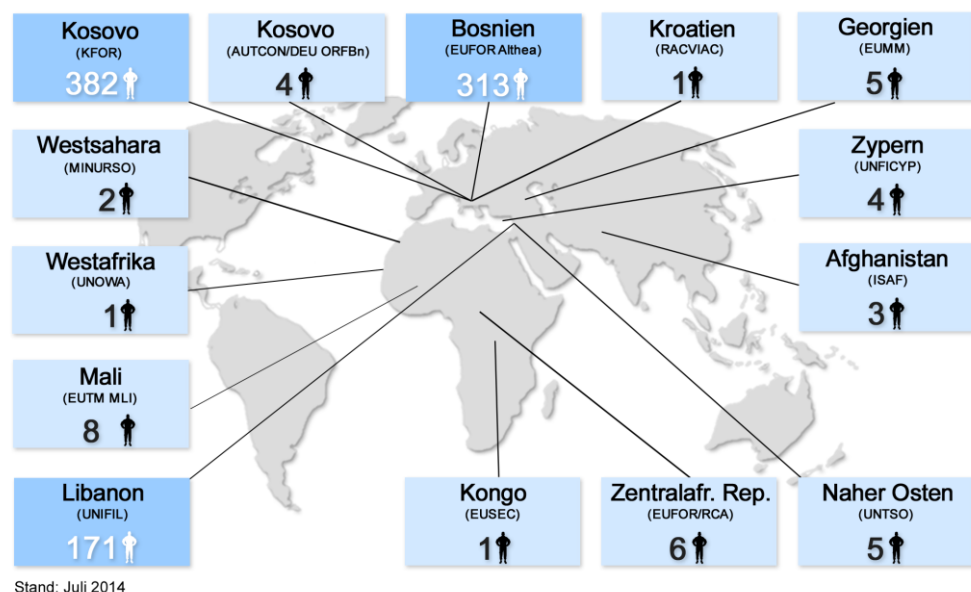 Kosovo
(KFOR)
382
Kosovo
(AUTCON/DEU ORFBn)
4
Bosnien
(EUFOR Althea)
313
Kroatien
(RACVIAC)
1
Georgien
(EUMM)
5
Westsahara
(MINURSO)
2
Zypern
(UNFICYP)
4
Westafrika
(UNOWA)
1
Afghanistan
(ISAF)
3
Mali
(EUTM MLI)
8
Libanon
(UNIFIL)
171
Kongo
(EUSEC)
1
Zentralafr. Rep.
(EUFOR/RCA)
6
Naher Osten
(UNTSO)
5
Stand: Juli 2014